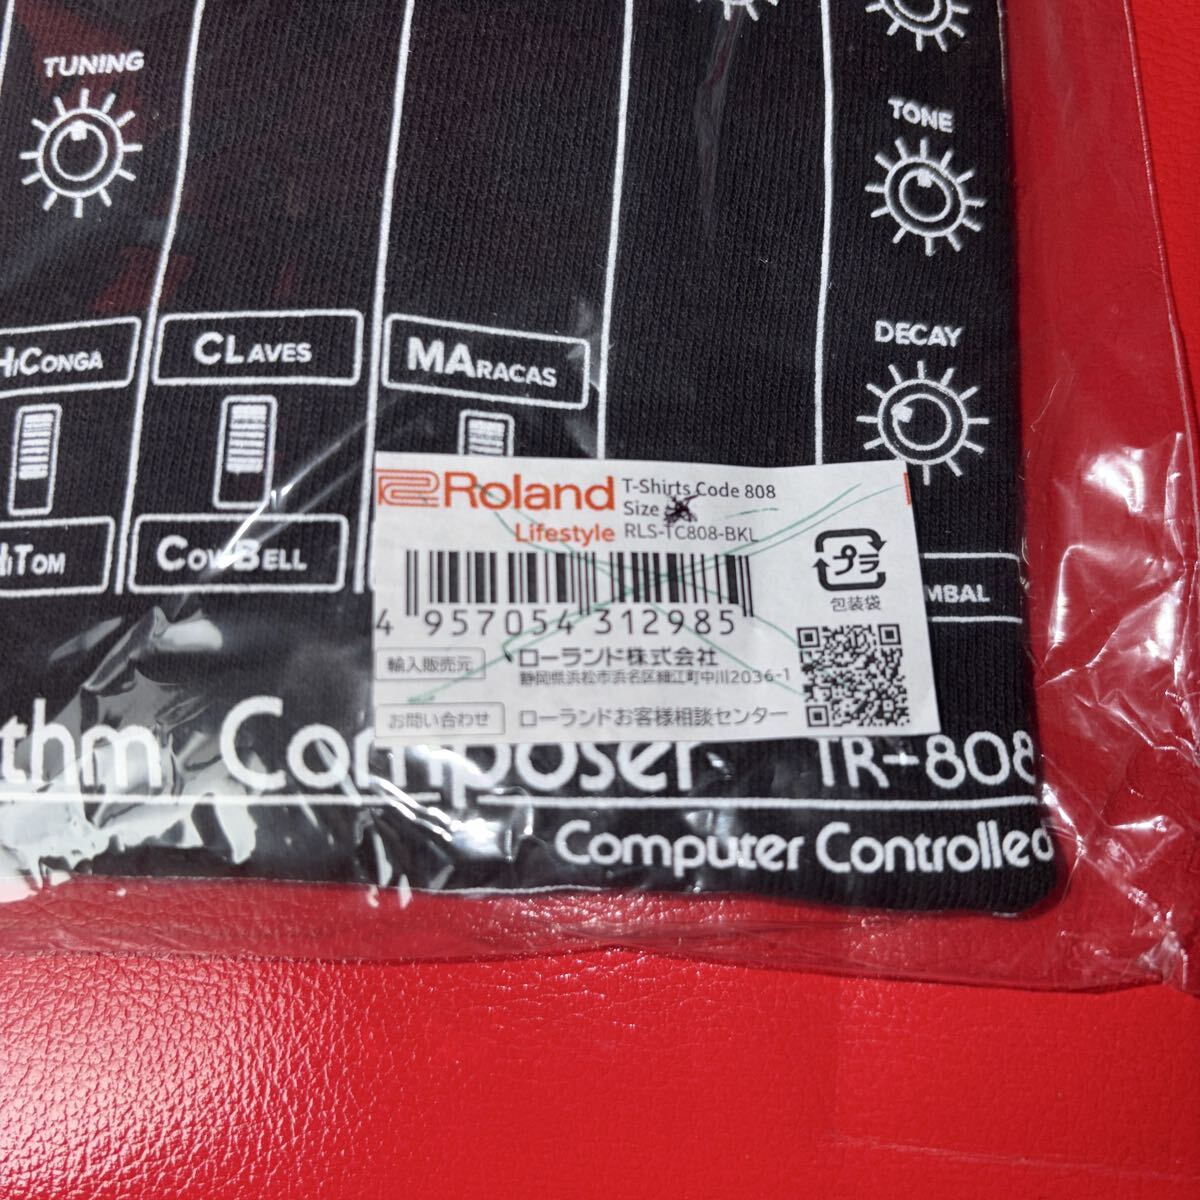 TUNING
TONE
DECAY
HiConga
CLAVES
MARACAS
HiTom
COWBELL
MBAL
Roland
Lifestyle
T-Shirts Code 808
Size
RLS-TC808-BKL
4 957054 312985
プラ
包装袋
輸入販売元 ローランド株式会社
静岡県浜松市浜名区細江町中川2036-1
お問い合わせ ローランドお客様相談センター
thm Composer TR-808
Computer Controlled